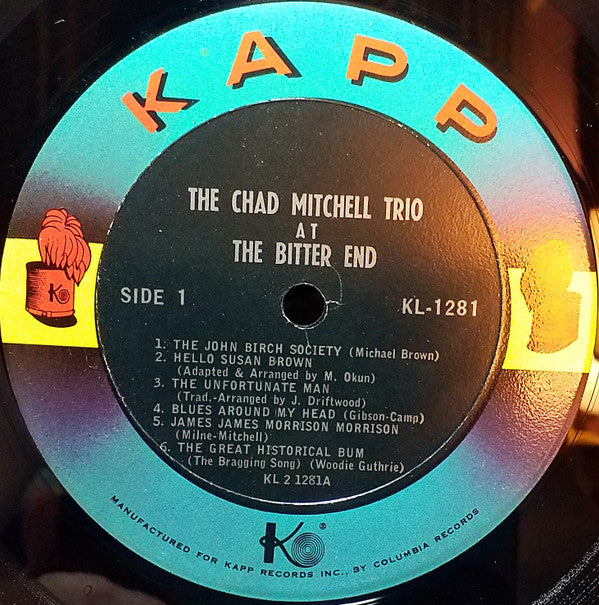 KAPP
THE CHAD MITCHELL TRIO
AT
THE BITTER END
SIDE 1
KL-1281
1. THE JOHN BIRCH SOCIETY (Michael Brown)
2. HELLO SUSAN BROWN
(Adapted & Arranged by M. Okun)
3. THE UNFORTUNATE MAN
(Trad.-Arranged by J. Driftwood)
4. BLUES AROUND MY HEAD (Gibson-Camp)
5. JAMES JAMES MORRISON MORRISON
(Milne-Mitchell)
6. THE GREAT HISTORICAL BUM
(The Bragging Song) (Woodie Guthrie)
KL 2 1281A
K
K ®
MANUFACTURED FOR KAPP RECORDS INC., BY COLUMBIA RECORDS